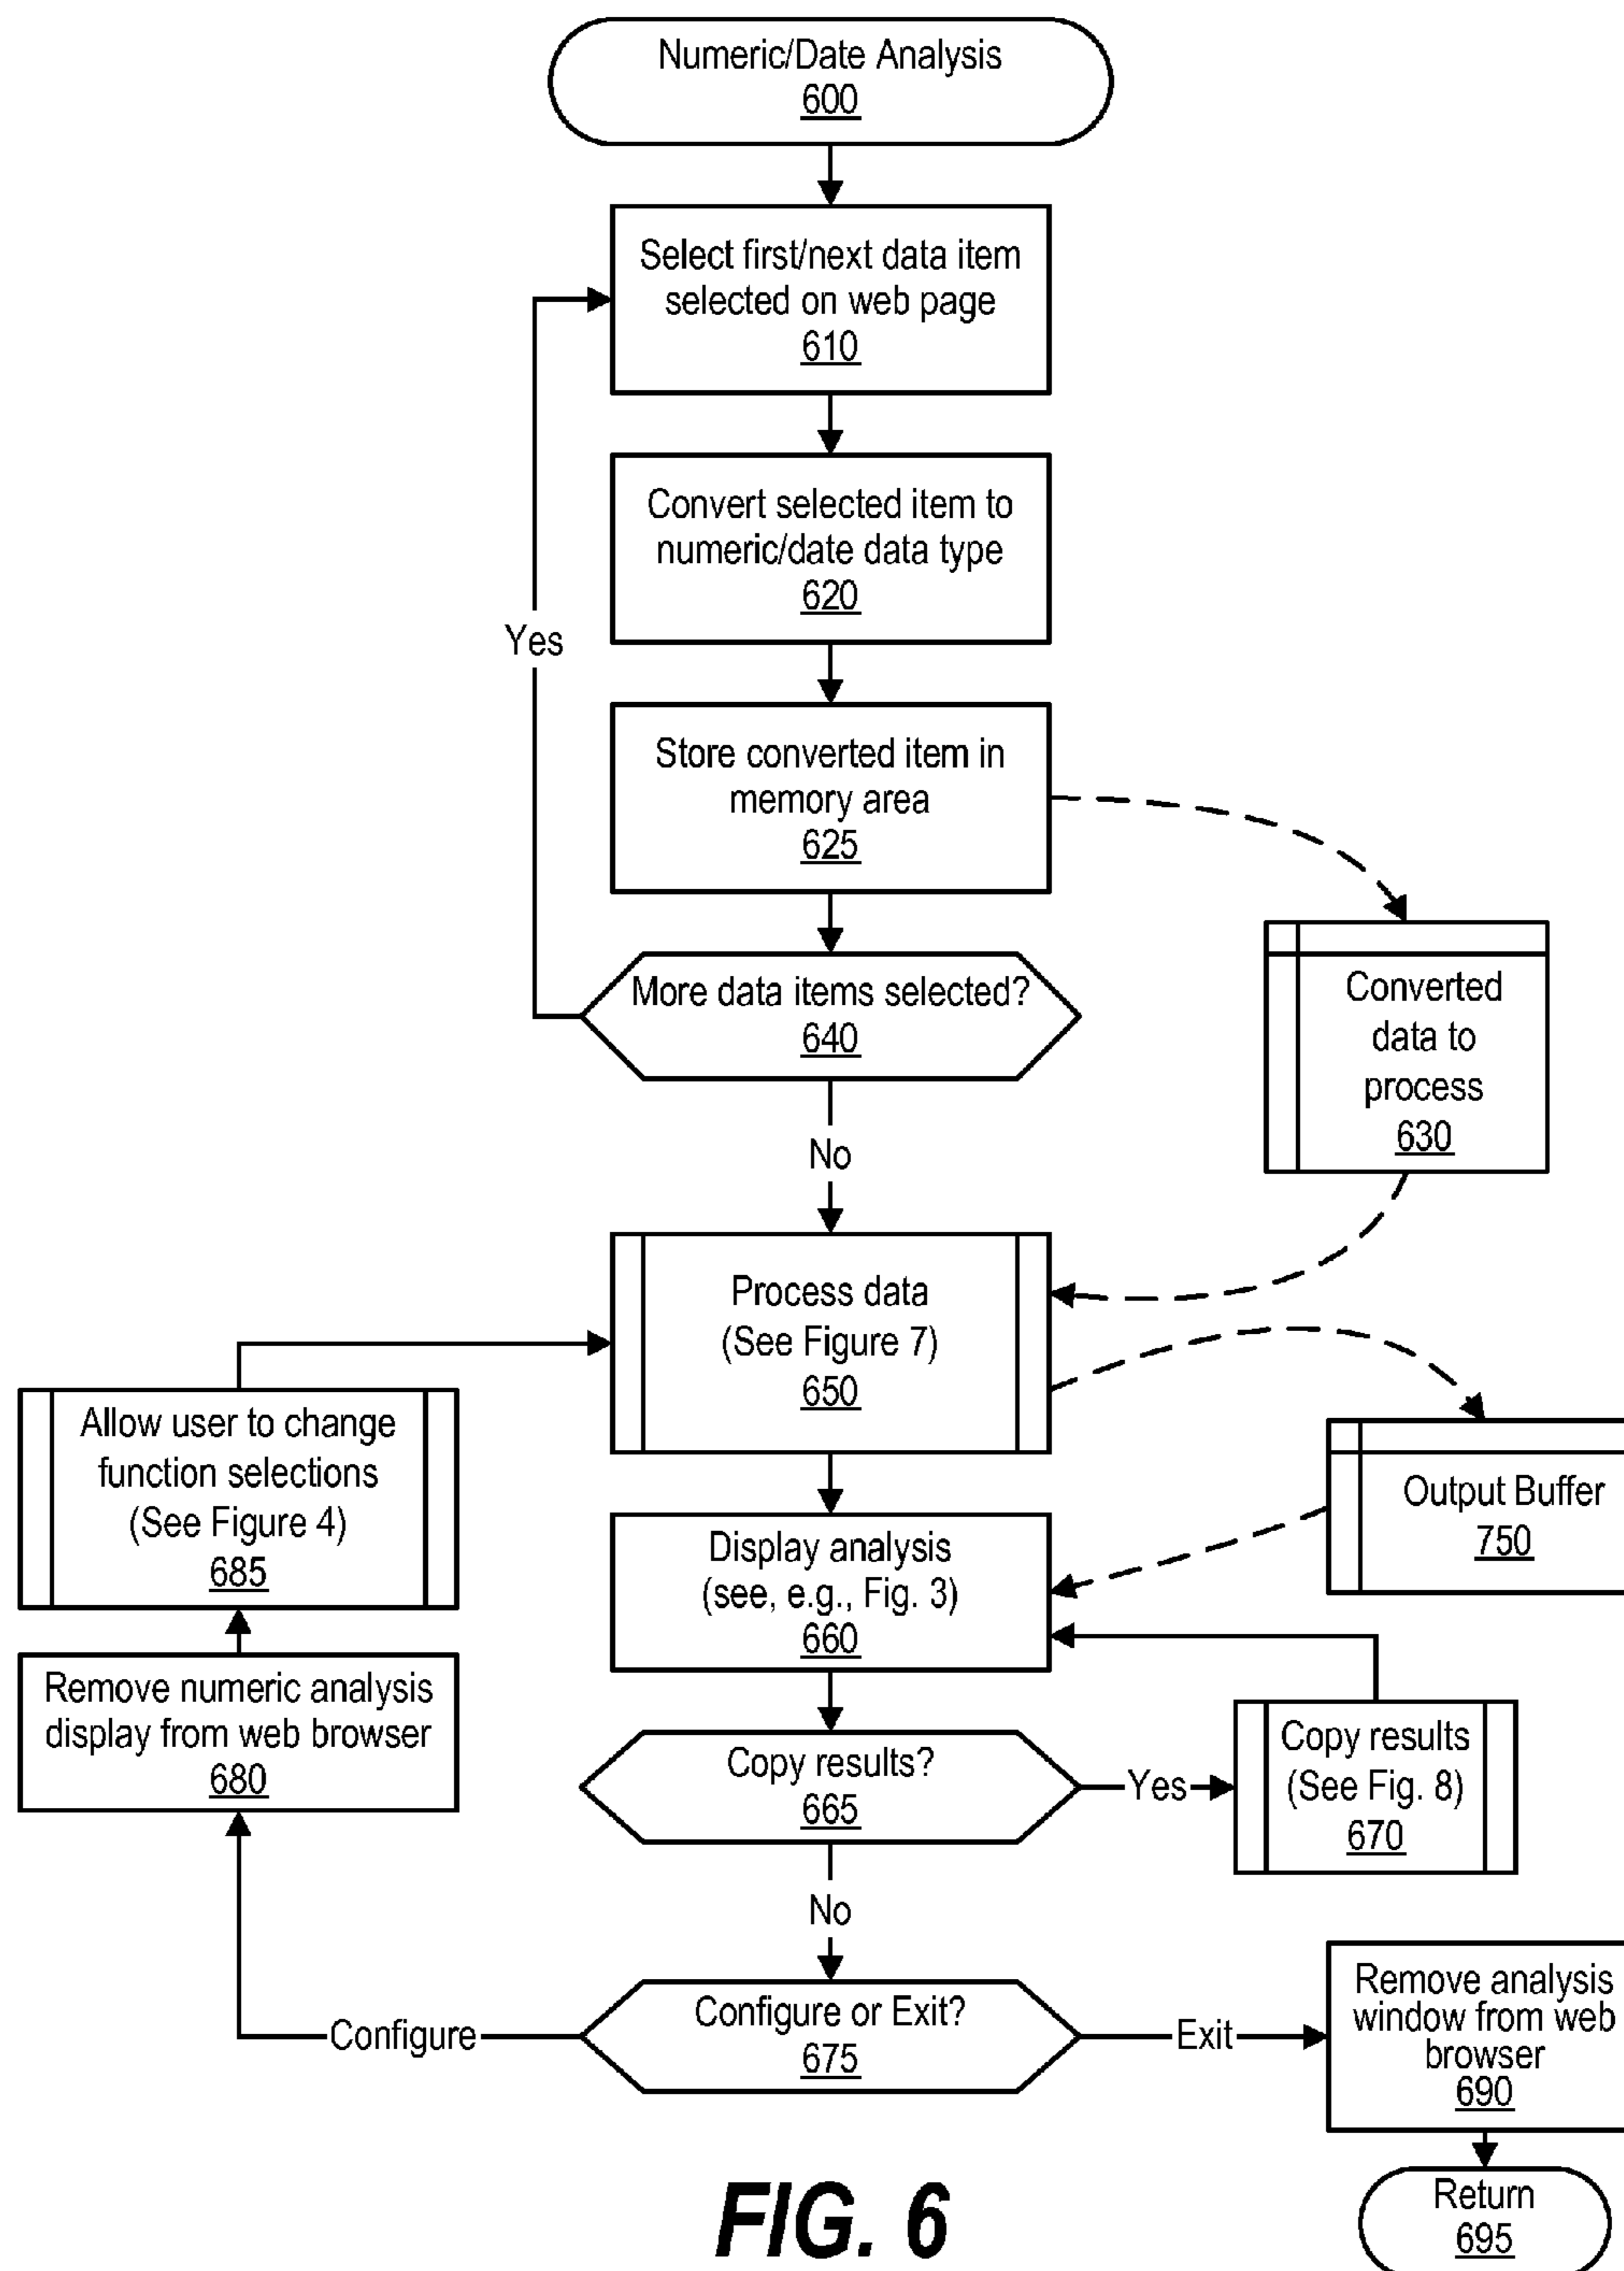 Numeric/Date Analysis
600
Select first/next data item
selected on web page
610
Convert selected item to
numeric/date data type
620
Yes
Store converted item in
memory area
625
More data items selected?
640
Converted
data to
process
630
No
Process data
(See Figure 7)
650
Allow user to change
function selections
(See Figure 4)
685
Output Buffer
750
Display analysis
(see, e.g., Fig. 3)
660
Remove numeric analysis
display from web browser
680
Copy results?
665
Yes
Copy results
(See Fig. 8)
670
No
Configure or Exit?
675
Configure
Exit
Remove analysis
window from web
browser
690
Return
695
FIG. 6